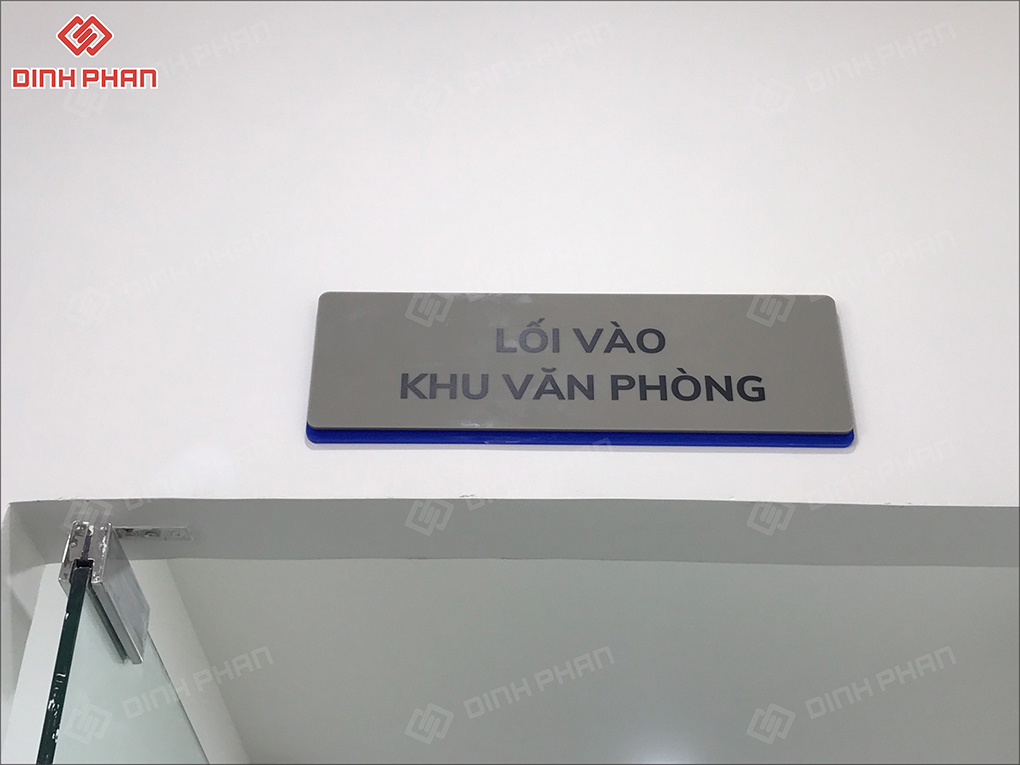 DINH PHAN
LỐI VÀO
KHU VĂN PHÒNG